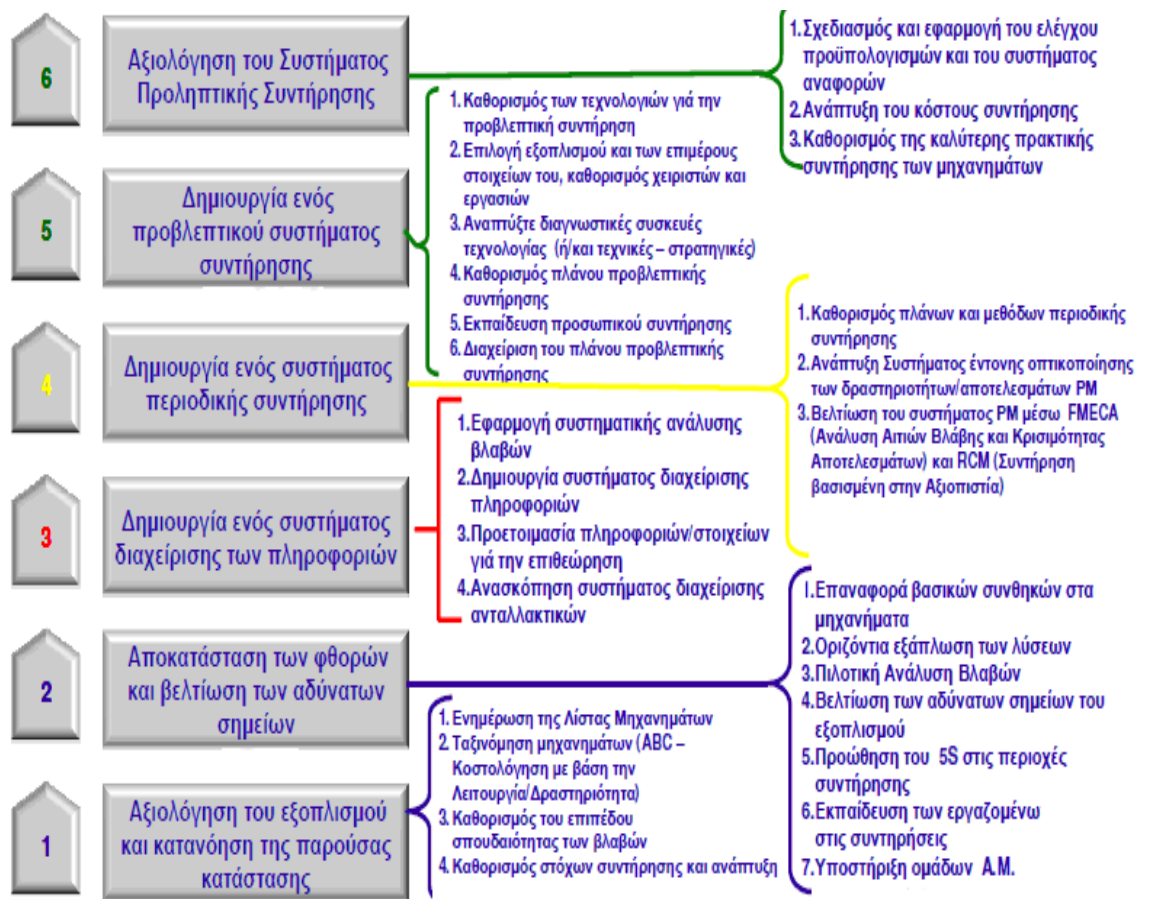 6
Αξιολόγηση του Συστήματος
Προληπτικής Συντήρησης
1.Σχεδιασμός και εφαρμογή του ελέγχου
προϋπολογισμών και του συστήματος
αναφορών
2.Ανάπτυξη του κόστους συντήρησης
3.Καθορισμός της καλύτερης πρακτικής
συντήρησης των μηχανημάτων
5
Δημιουργία ενός
προβλεπτικού συστήματος
συντήρησης
1.Καθορισμός των τεχνολογιών γιά την
προβλεπτική συντήρηση
2.Επιλογή εξοπλισμού και των επιμέρους
στοιχείων του, καθορισμός χειριστών και
εργασιών
3.Αναπτύξτε διαγνωστικές συσκευές
τεχνολογίας (ή/και τεχνικές – στρατηγικές)
4.Καθορισμός πλάνου προβλεπτικής
συντήρησης
5.Εκπαίδευση προσωπικού συντήρησης
6.Διαχείριση του πλάνου προβλεπτικής
συντήρησης
4
Δημιουργία ενός συστήματος
περιοδικής συντήρησης
1.Καθορισμός πλάνων και μεθόδων περιοδικής
συντήρησης
2.Ανάπτυξη Συστήματος έντονης οπτικοποίησης
των δραστηριοτήτων/αποτελεσμάτων PM
3.Βελτίωση του συστήματος PM μέσω FMECA
(Ανάλυση Αιτιών Βλάβης και Κρισιμότητας
Αποτελεσμάτων) και RCM (Συντήρηση
βασισμένη στην Αξιοπιστία)
3
Δημιουργία ενός συστήματος
διαχείρισης των πληροφοριών
1.Εφαρμογή συστηματικής ανάλυσης
βλαβών
2.Δημιουργία συστήματος διαχείρισης
πληροφοριών
3.Προετοιμασία πληροφοριών/στοιχείων
γιά την επιθεώρηση
4.Ανασκόπηση συστήματος διαχείρισης
ανταλλακτικών
2
Αποκατάσταση των φθορών
και βελτίωση των αδύνατων
σημείων
1.Επαναφορά βασικών συνθηκών στα
μηχανήματα
2.Οριζόντια εξάπλωση των λύσεων
3.Πιλοτική Ανάλυση Βλαβών
4.Βελτίωση των αδύνατων σημείων του
εξοπλισμού
5.Προώθηση του 5S στις περιοχές
συντήρησης
6.Εκπαίδευση των εργαζομένω
στις συντηρήσεις
7.Υποστήριξη ομάδων Α.Μ.
1
Αξιολόγηση του εξοπλισμού
και κατανόηση της παρούσας
κατάστασης
1. Ενημέρωση της Λίστας Μηχανημάτων
2. Ταξινόμηση μηχανημάτων (ABC –
Κοστολόγηση με βάση την
Λειτουργία/Δραστηριότητα)
3. Καθορισμός του επιπέδου
σπουδαιότητας των βλαβών
4. Καθορισμός στόχων συντήρησης και ανάπτυξη